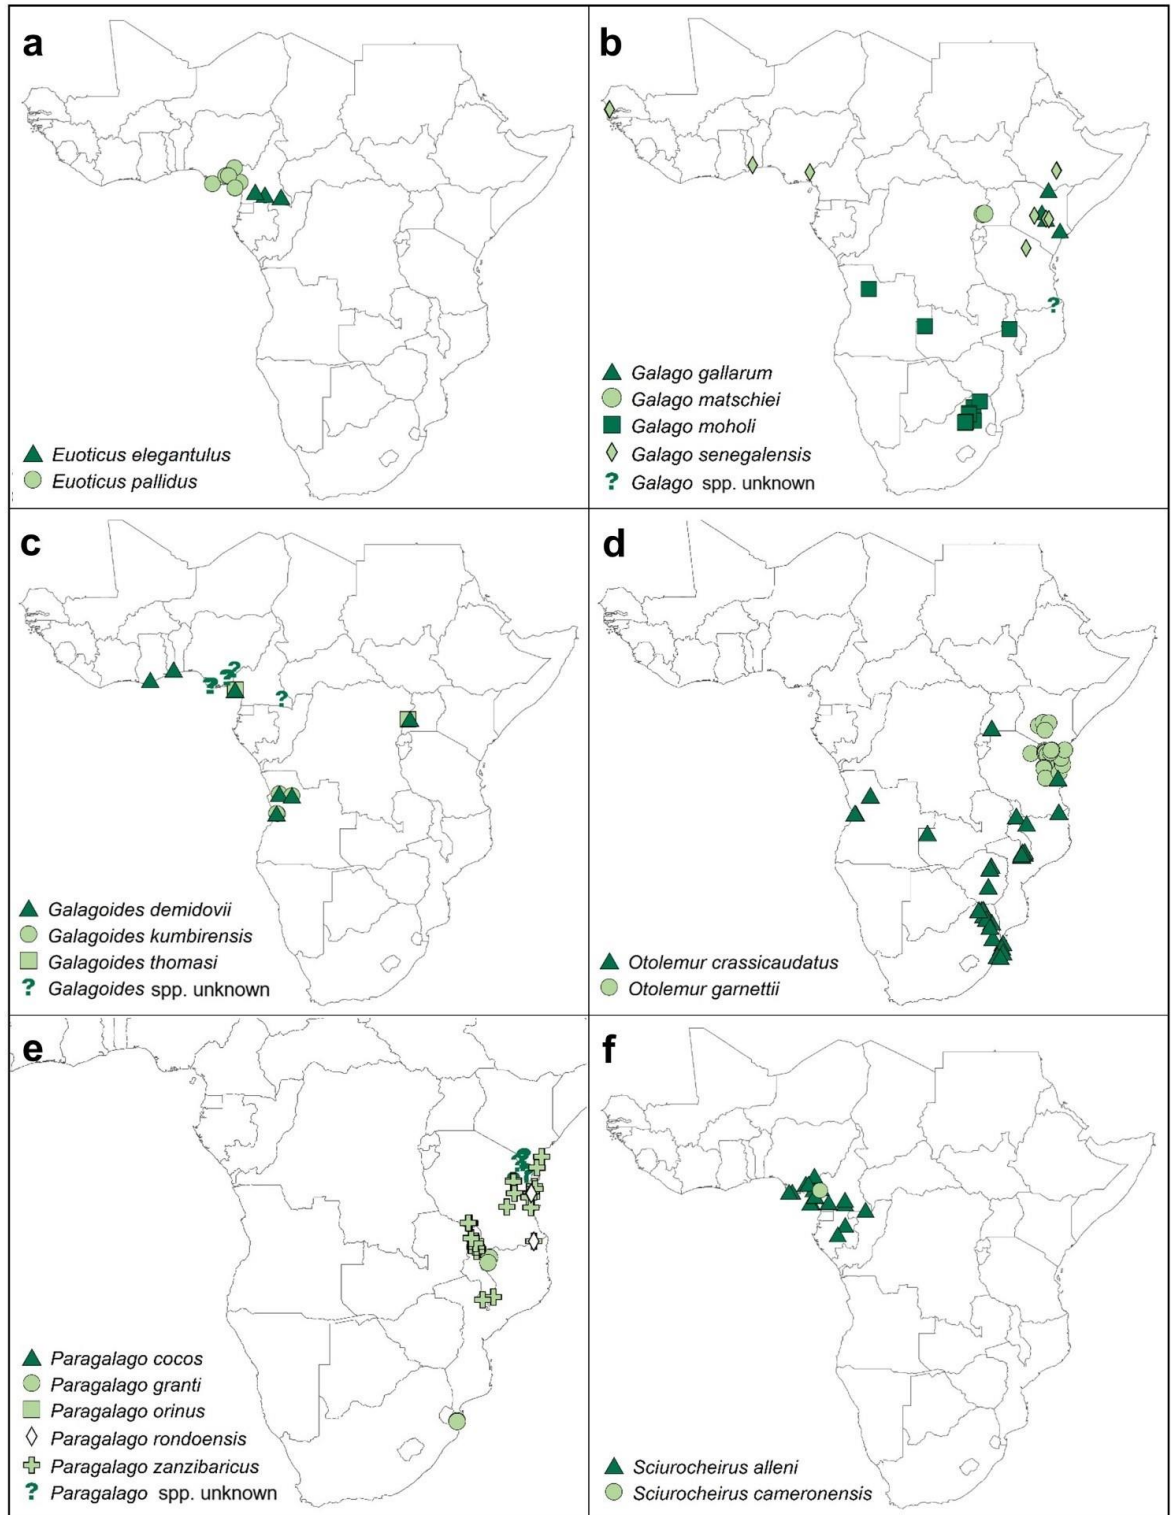 a
Euoticus elegantulus
Euoticus pallidus
b
?
Galago gallarum
Galago matschiei
Galago moholi
Galago senegalensis
? Galago spp. unknown
c
?
?
?
?
Galagoides demidovii
Galagoides kumbirensis
Galagoides thomasi
? Galagoides spp. unknown
d
Otolemur crassicaudatus
Otolemur garnettii
e
?
?
Paragalago cocos
Paragalago granti
Paragalago orinus
Paragalago rondoensis
Paragalago zanzibaricus
? Paragalago spp. unknown
f
Sciurocheirus alleni
Sciurocheirus cameronensis